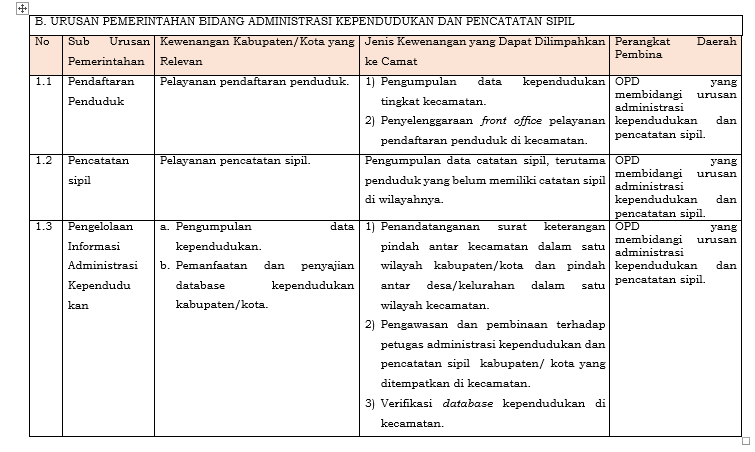 B. URUSAN PEMERINTAHAN BIDANG ADMINISTRASI KEPENDUDUKAN DAN PENCATATAN SIPIL
No
Sub Urusan
Pemerintahan
Kewenangan Kabupaten/Kota yang
Relevan
Jenis Kewenangan yang Dapat Dilimpahkan
ke Camat
Perangkat Daerah
Pembina
1.1
Pendaftaran
Penduduk
Pelayanan pendaftaran penduduk.
1) Pengumpulan data kependudukan
tingkat kecamatan.
2) Penyelenggaraan front office pelayanan
pendaftaran penduduk di kecamatan.
OPD yang
membidangi urusan
administrasi
kependudukan dan
pencatatan sipil.
1.2
Pencatatan
sipil
Pelayanan pencatatan sipil.
Pengumpulan data catatan sipil, terutama
penduduk yang belum memiliki catatan sipil
di wilayahnya.
OPD yang
membidangi urusan
administrasi
kependudukan dan
pencatatan sipil.
1.3
Pengelolaan
Informasi
Administrasi
Kependudu
kan
a. Pengumpulan data
kependudukan.
b. Pemanfaatan dan penyajian
database kependudukan
kabupaten/kota.
1) Penandatanganan surat keterangan
pindah antar kecamatan dalam satu
wilayah kabupaten/kota dan pindah
antar desa/kelurahan dalam satu
wilayah kecamatan.
2) Pengawasan dan pembinaan terhadap
petugas administrasi kependudukan dan
pencatatan sipil kabupaten/ kota yang
ditempatkan di kecamatan.
3) Verifikasi database kependudukan di
kecamatan.
OPD yang
membidangi urusan
administrasi
kependudukan dan
pencatatan sipil.